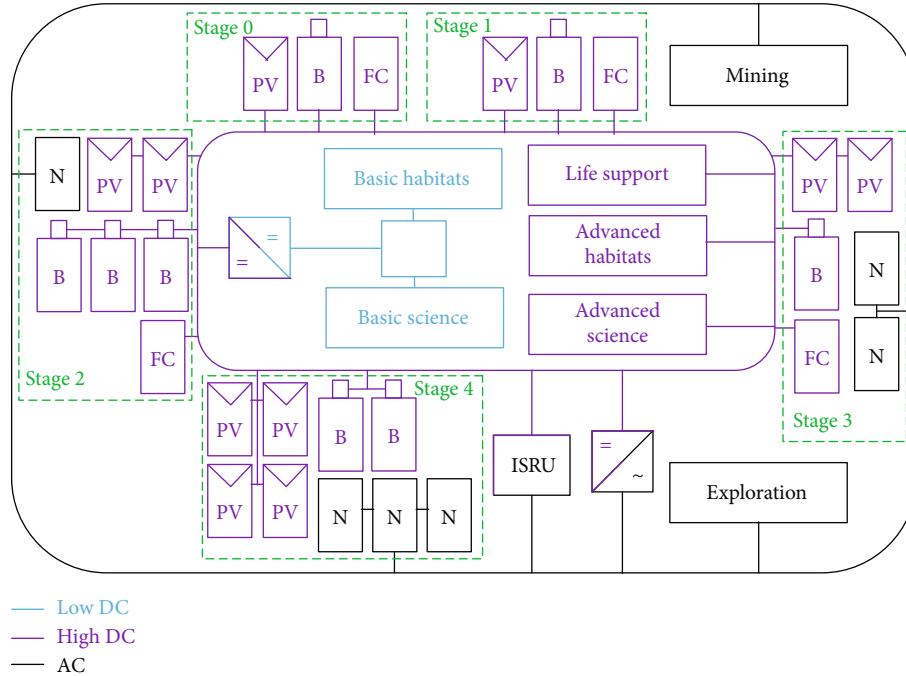 Stage 0
PV
B
FC
Stage 1
PV
B
FC
Mining
N
PV
PV
B
B
B
FC
Stage 2
Basic habitats
=
=
Basic science
Life support
Advanced
habitats
Advanced
science
PV
PV
B
N
FC
N
Stage 3
Stage 4
PV
PV
B
B
PV
PV
N
N
N
ISRU
=
~
Exploration
Low DC
High DC
AC